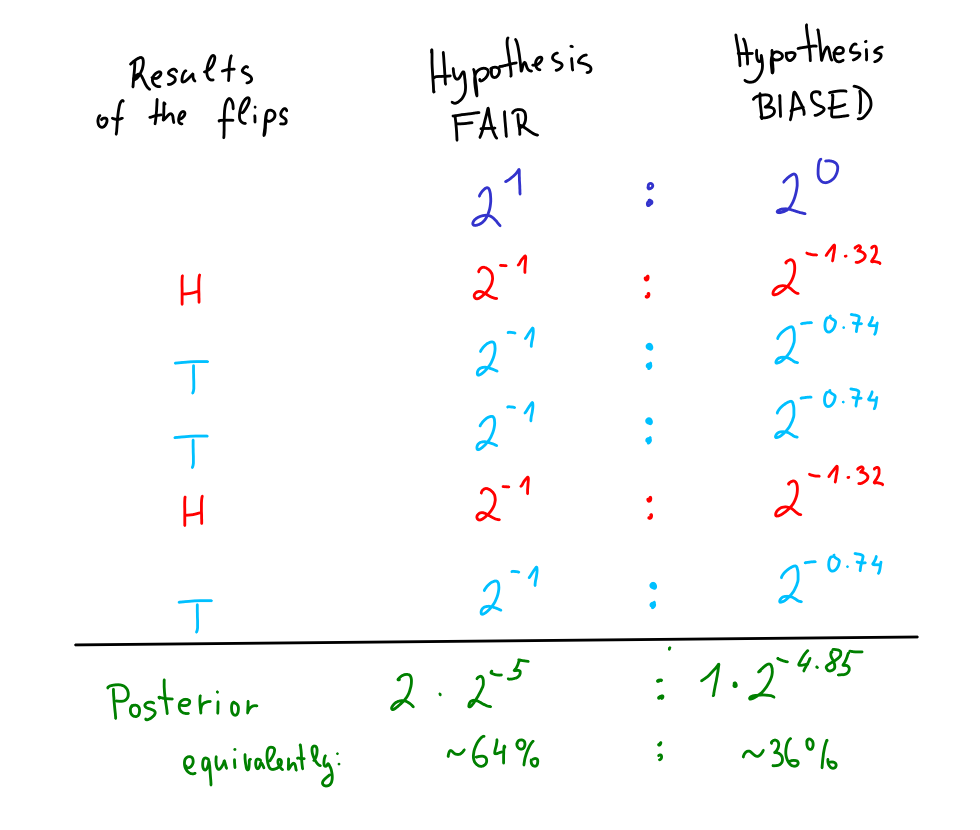 Results of the flips Hypothesis FAIR Hypothesis BIASED
2^1 : 2^0
H 2^-1 : 2^-1.32
T 2^-1 : 2^-0.74
T 2^-1 : 2^-0.74
H 2^-1 : 2^-1.32
T 2^-1 : 2^-0.74
Posterior 2 · 2^-5 : 1 · 2^-4.85
equivalently: ~64% : ~36%